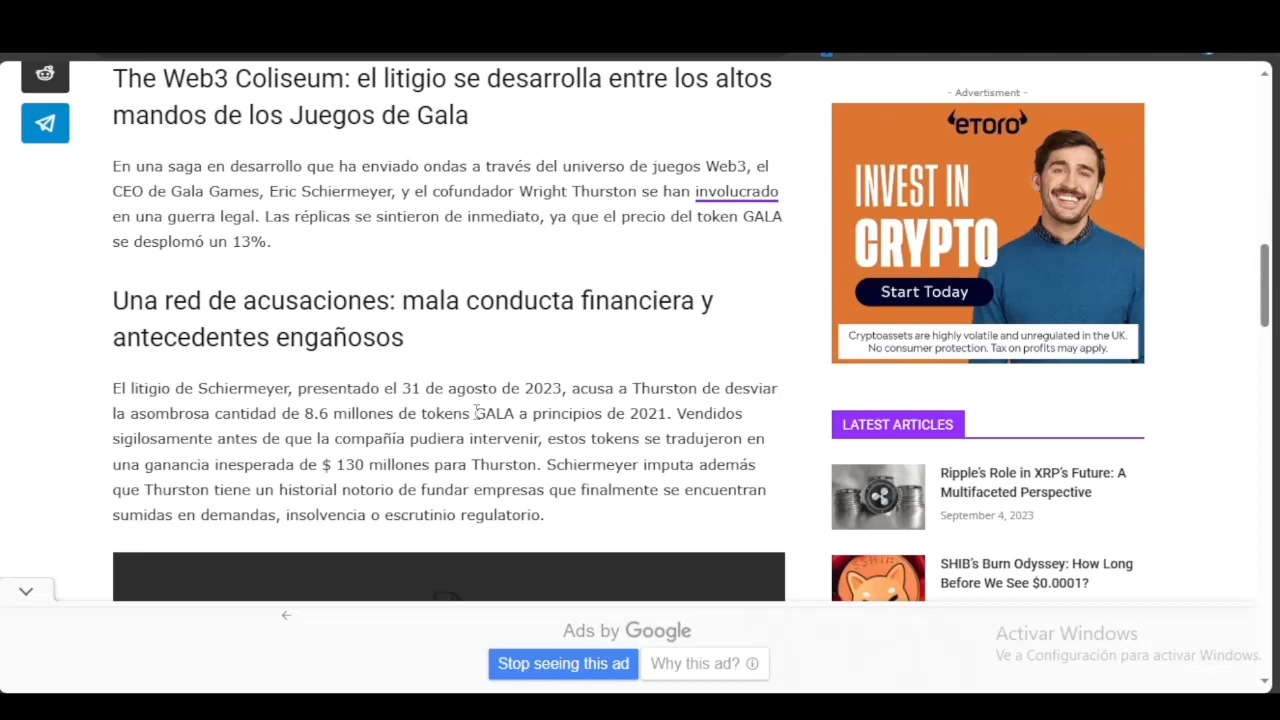 The Web3 Coliseum: el litigio se desarrolla entre los altos
mandos de los Juegos de Gala
En una saga en desarrollo que ha enviado ondas a través del universo de juegos Web3, el
CEO de Gala Games, Eric Schiermeyer, y el cofundador Wright Thurston se han involucrado
en una guerra legal. Las réplicas se sintieron de inmediato, ya que el precio del token GALA
se desplomó un 13%.
Una red de acusaciones: mala conducta financiera y
antecedentes engañosos
El litigio de Schiermeyer, presentado el 31 de agosto de 2023, acusa a Thurston de desviar
la asombrosa cantidad de 8.6 millones de tokens GALA a principios de 2021. Vendidos
sigilosamente antes de que la compañía pudiera intervenir, estos tokens se tradujeron en
una ganancia inesperada de $ 130 millones para Thurston. Schiermeyer imputa además
que Thurston tiene un historial notorio de fundar empresas que finalmente se encuentran
sumidas en demandas, insolvencia o escrutinio regulatorio.
- Advertisment -
eTORO
INVEST IN
CRYPTO
Start Today
Cryptoassets are highly volatile and unregulated in the UK.
No consumer protection. Tax on profits may apply.
LATEST ARTICLES
Ripple's Role in XRP's Future: A
Multifaceted Perspective
September 4, 2023
SHIB's Burn Odyssey: How Long
Before We See $0.0001?
Ads by Google
Stop seeing this ad
Why this ad?
Activar Windows
Ve a Configuración para activar Windows.